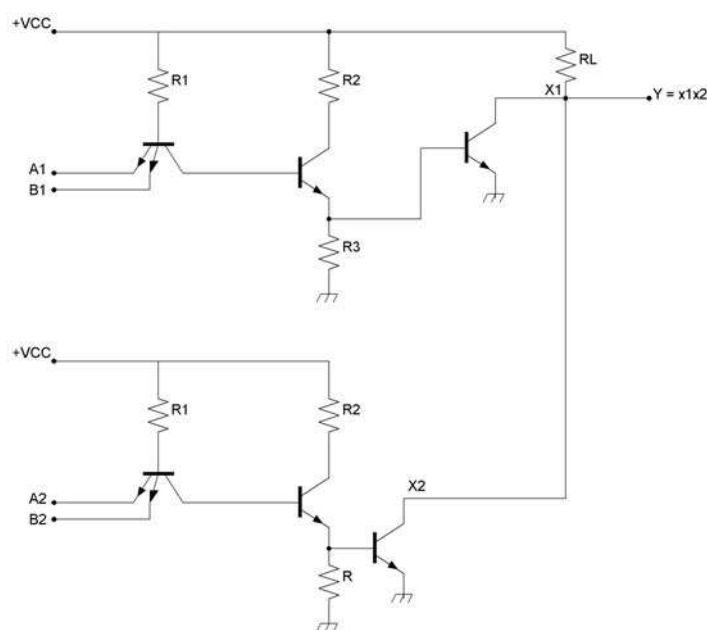 +VCC
R1
R2
RL
X1
Y = x1x2
A1
B1
R3
+VCC
R1
R2
A2
B2
X2
R